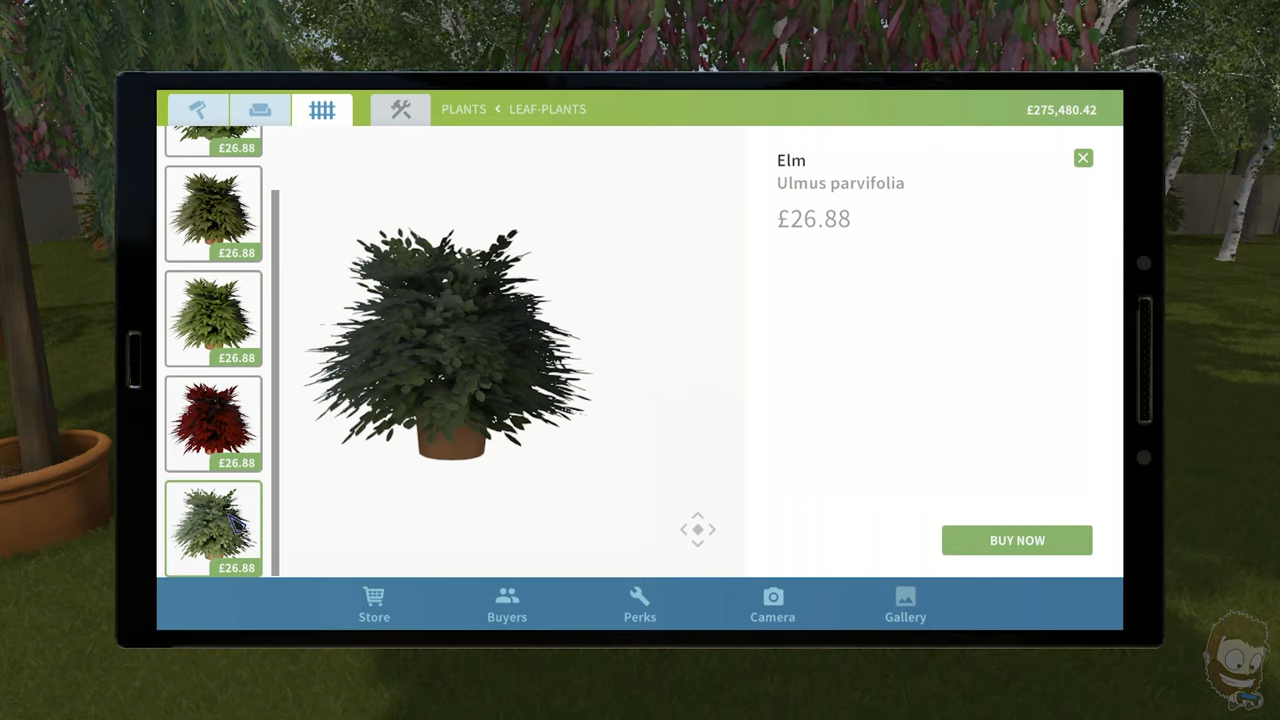 PLANTS < LEAF-PLANTS
£275,480.42
£26.88
£26.88
£26.88
£26.88
£26.88
Elm
Ulmus parvifolia
£26.88
BUY NOW
Store
Buyers
Perks
Camera
Gallery